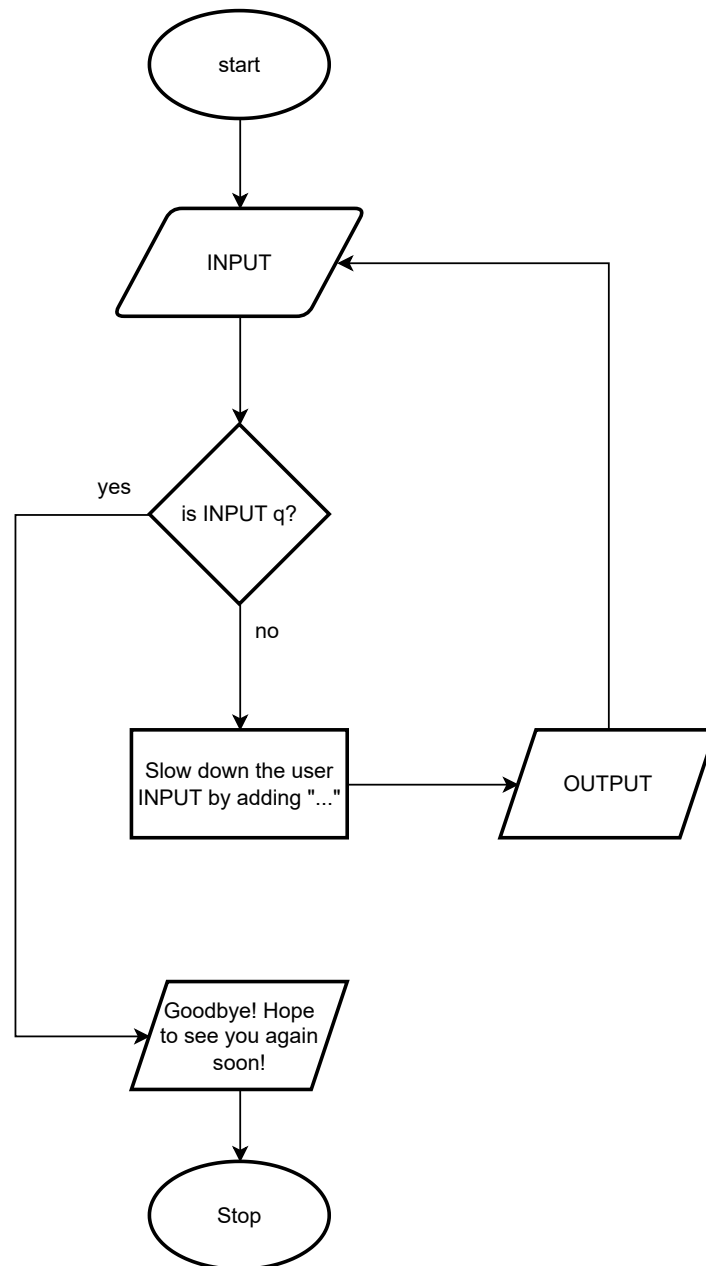 start
INPUT
yes
is INPUT q?
no
Slow down the user
INPUT by adding "..."
OUTPUT
Goodbye! Hope
to see you again
soon!
Stop